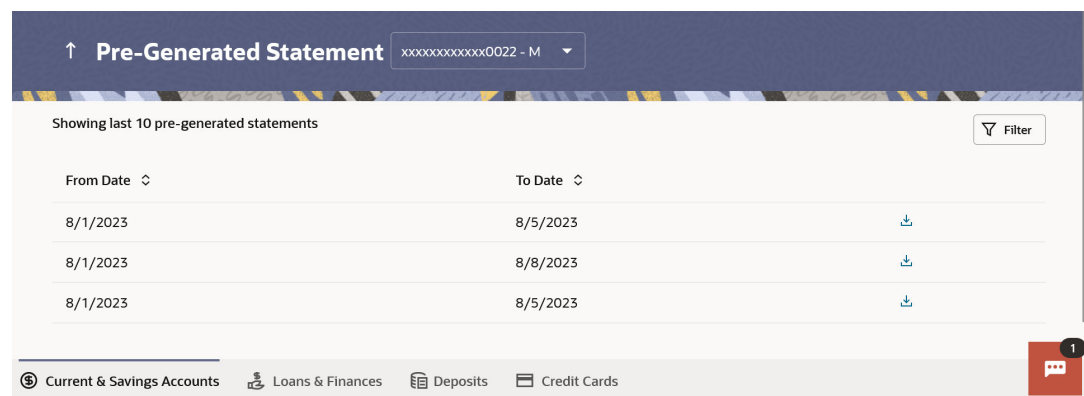 Pre-Generated Statement xxxxxxxxxxxx0022 - M
Showing last 10 pre-generated statements
Filter
From Date To Date
8/1/2023 8/5/2023
8/1/2023 8/8/2023
8/1/2023 8/5/2023
1
Current & Savings Accounts Loans & Finances Deposits Credit Cards